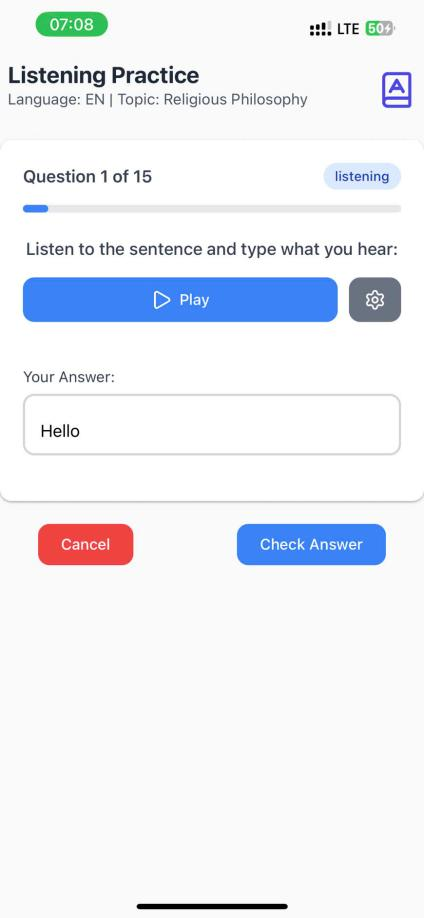 07:08
LTE 50
Listening Practice
Language: EN | Topic: Religious Philosophy
A
Question 1 of 15
listening
Listen to the sentence and type what you hear:
Play
Your Answer:
Hello
Cancel
Check Answer